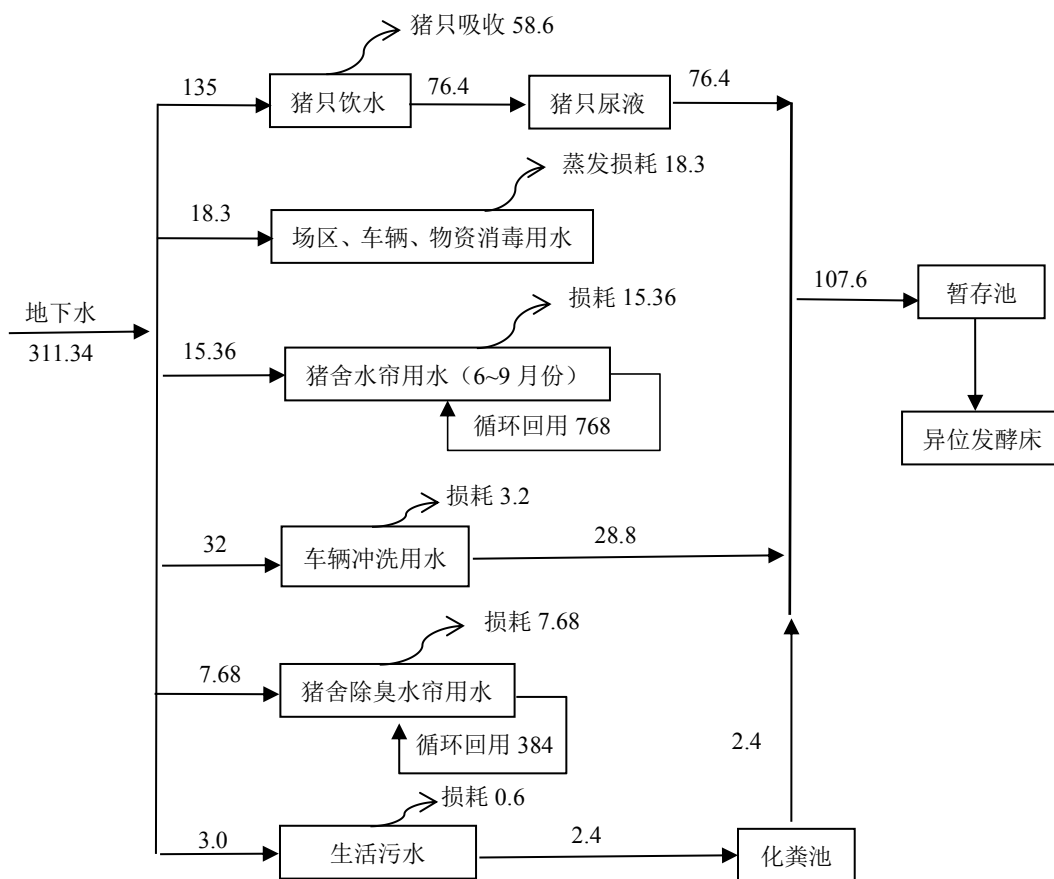 猪只吸收 58.6
135
猪只饮水
76.4
猪只尿液
76.4
蒸发损耗 18.3
18.3
场区、车辆、物资消毒用水
107.6
暂存池
地下水
311.34
损耗 15.36
15.36
猪舍水帘用水（6~9 月份）
循环回用 768
异位发酵床
损耗 3.2
32
车辆冲洗用水
28.8
损耗 7.68
7.68
猪舍除臭水帘用水
循环回用 384
2.4
损耗 0.6
3.0
生活污水
2.4
化粪池